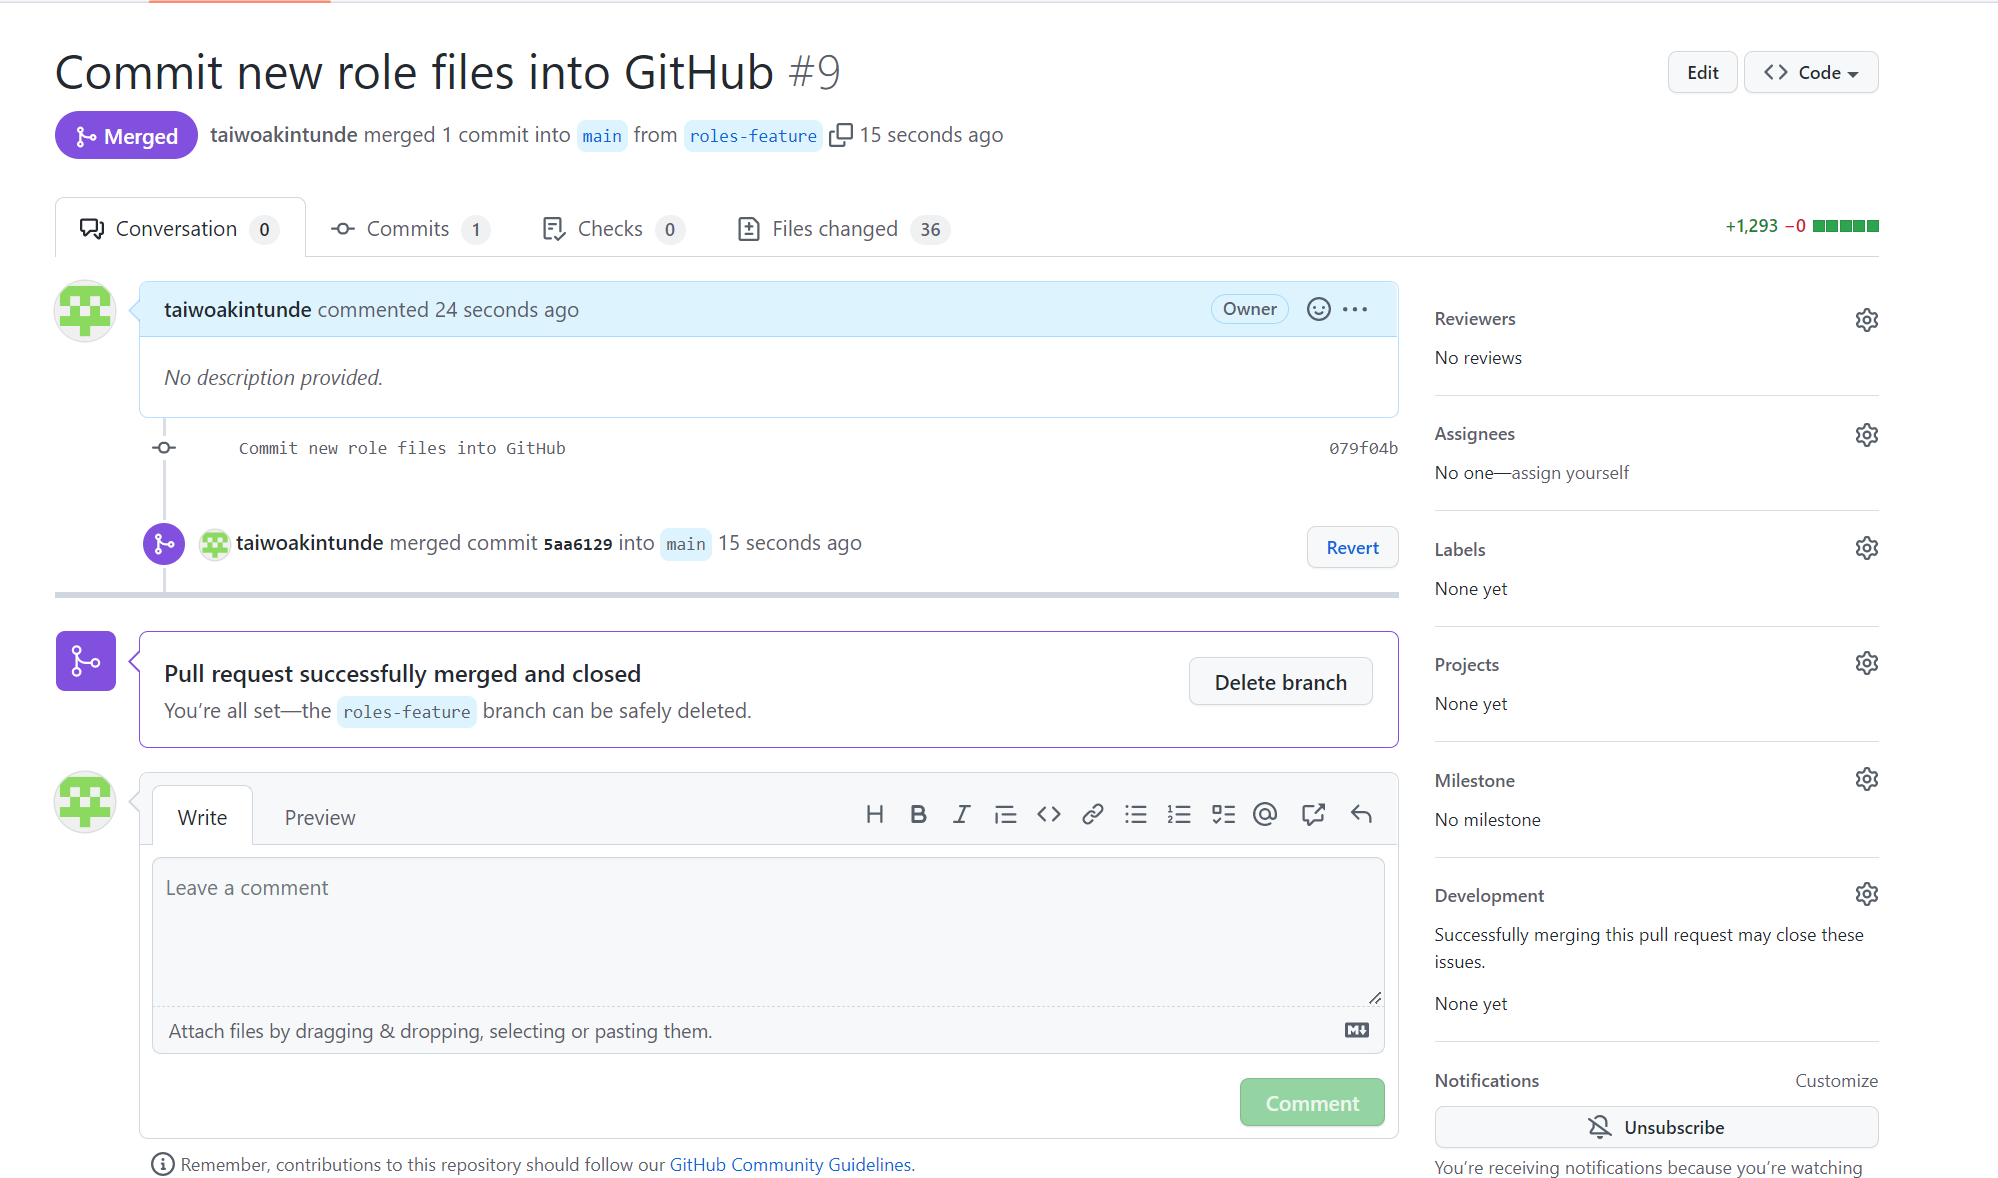 Commit new role files into GitHub #9
Edit
Code
Merged
taiwoakintunde merged 1 commit into main from roles-feature 15 seconds ago
Conversation 0
Commits 1
Checks 0
Files changed 36
+1,293 −0
taiwoakintunde commented 24 seconds ago
Owner
No description provided.
Commit new role files into GitHub
079f04b
taiwoakintunde merged commit 5aa6129 into main 15 seconds ago
Revert
Pull request successfully merged and closed
You're all set—the roles-feature branch can be safely deleted.
Delete branch
Write
Preview
Leave a comment
Attach files by dragging & dropping, selecting or pasting them.
Comment
Remember, contributions to this repository should follow our GitHub Community Guidelines.
Reviewers
No reviews
Assignees
No one—assign yourself
Labels
None yet
Projects
None yet
Milestone
No milestone
Development
Successfully merging this pull request may close these
issues.
None yet
Notifications
Customize
Unsubscribe
You're receiving notifications because you're watching